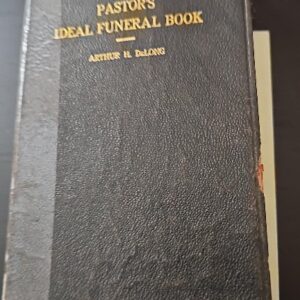 PASTOR'S
IDEAL FUNERAL BOOK
ARTHUR H. DeLONG